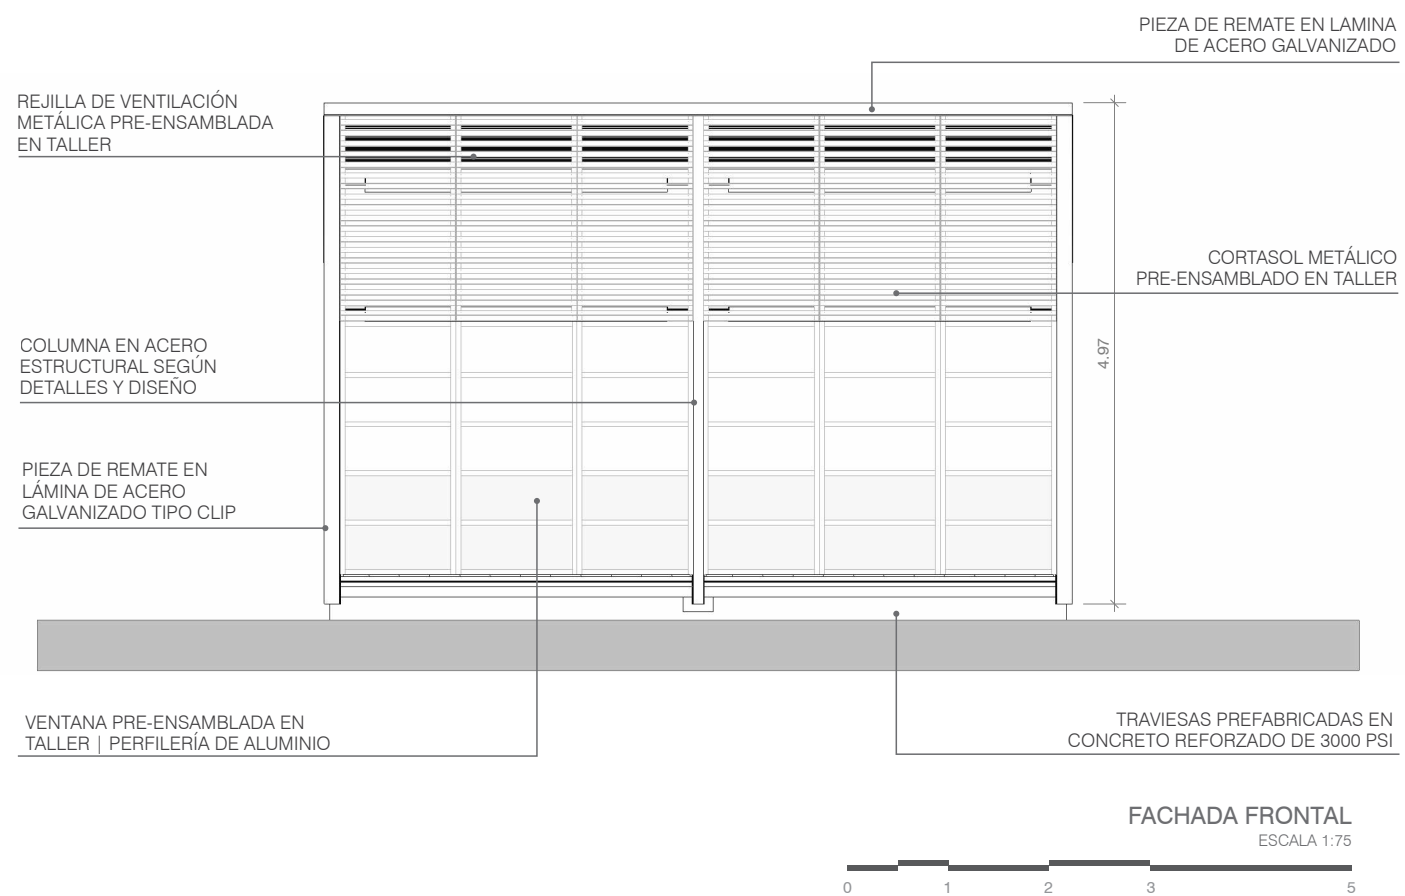 PIEZA DE REMATE EN LAMINA
DE ACERO GALVANIZADO
REJILLA DE VENTILACIÓN
METÁLICA PRE-ENSAMBLADA
EN TALLER
CORTASOL METÁLICO
PRE-ENSAMBLADO EN TALLER
COLUMNA EN ACERO
ESTRUCTURAL SEGÚN
DETALLES Y DISEÑO
4.97
PIEZA DE REMATE EN
LÁMINA DE ACERO
GALVANIZADO TIPO CLIP
VENTANA PRE-ENSAMBLADA EN
TALLER | PERFILERÍA DE ALUMINIO
TRAVIESAS PREFABRICADAS EN
CONCRETO REFORZADO DE 3000 PSI
FACHADA FRONTAL
ESCALA 1:75
0 1 2 3 5